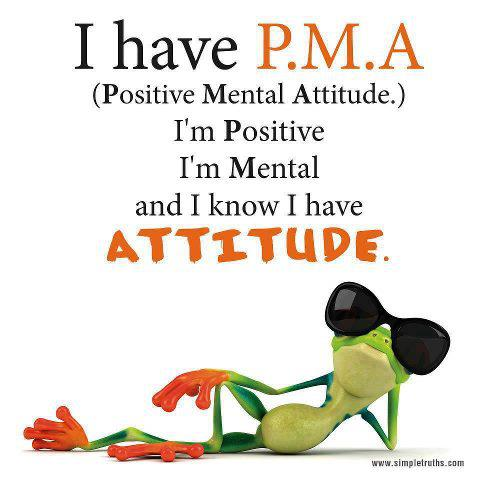 I have P.M.A
(Positive Mental Attitude.)
I'm Positive
I'm Mental
and I know I have
ATTITUDE.
www.simpletruths.com